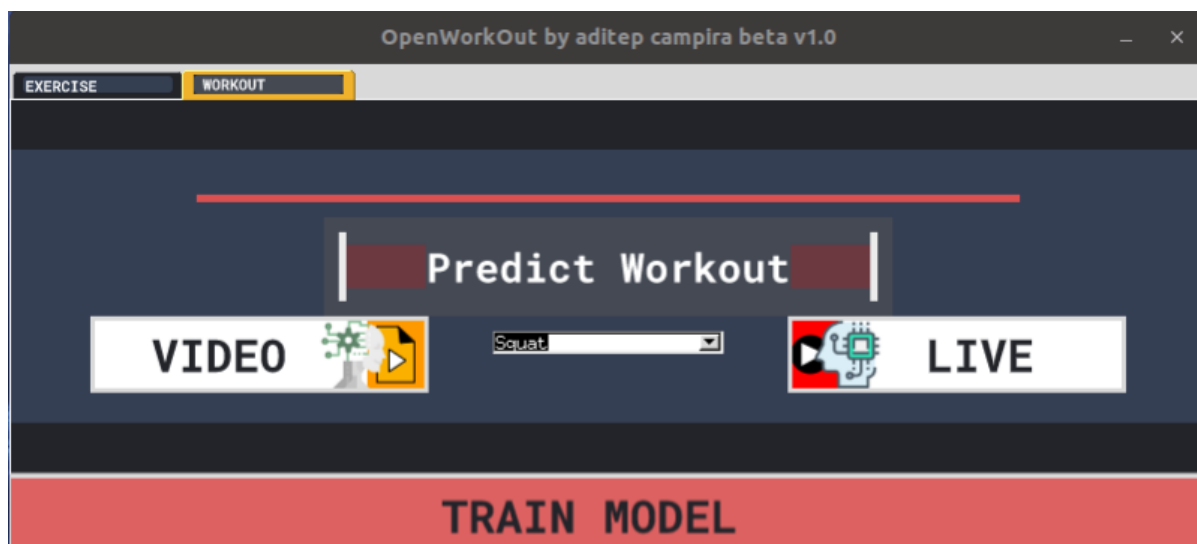 OpenWorkOut by aditep campira beta v1.0
EXERCISE WORKOUT
Predict Workout
VIDEO Squat LIVE
TRAIN MODEL